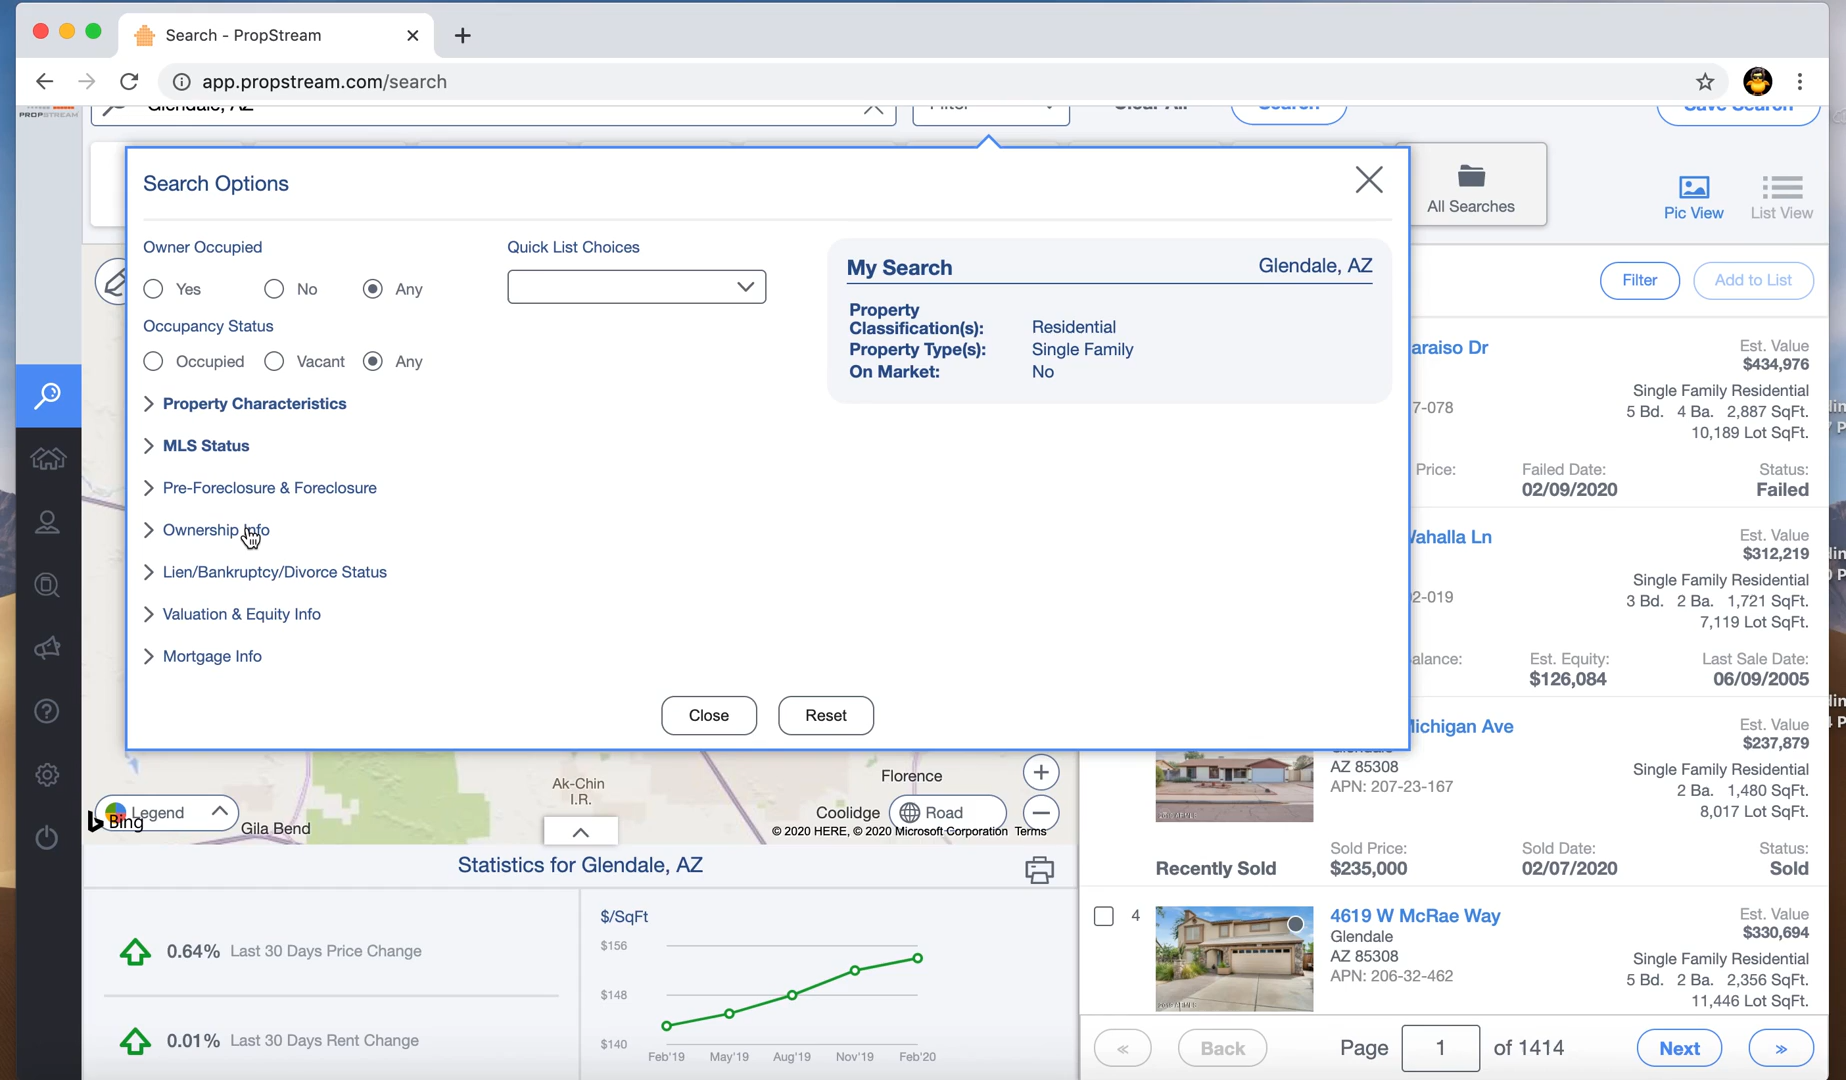 Search - PropStream
app.propstream.com/search
PROPSTREAM
Glendale, AZ
Filter
Clear All
Search
Save Search
Search Options
All Searches
Pic View
List View
Owner Occupied
Yes
No
Any
Occupancy Status
Occupied
Vacant
Any
Property Characteristics
MLS Status
Pre-Foreclosure & Foreclosure
Ownership Info
Lien/Bankruptcy/Divorce Status
Valuation & Equity Info
Mortgage Info
Quick List Choices
My Search
Glendale, AZ
Property
Classification(s): Residential
Property Type(s): Single Family
On Market: No
Close
Reset
Filter
Add to List
araiso Dr
Est. Value
$434,976
Single Family Residential
7-078
5 Bd. 4 Ba. 2,887 SqFt.
10,189 Lot SqFt.
Price:
Failed Date:
02/09/2020
Status:
Failed
ahalla Ln
Est. Value
$312,219
Single Family Residential
2-019
3 Bd. 2 Ba. 1,721 SqFt.
7,119 Lot SqFt.
alance:
Est. Equity:
$126,084
Last Sale Date:
06/09/2005
ichigan Ave
Est. Value
$237,879
AZ 85308
APN: 207-23-167
Single Family Residential
2 Ba. 1,480 SqFt.
8,017 Lot SqFt.
Recently Sold
Sold Price:
$235,000
Sold Date:
02/07/2020
Status:
Sold
4
4619 W McRae Way
Glendale
AZ 85308
APN: 206-32-462
Est. Value
$330,694
Single Family Residential
5 Bd. 2 Ba. 2,356 SqFt.
11,446 Lot SqFt.
«
Back
Page
1
of 1414
Next
»
Legend
Bing
Gila Bend
Ak-Chin
I.R.
Florence
Coolidge
Road
© 2020 HERE, © 2020 Microsoft Corporation Terms
Statistics for Glendale, AZ
0.64% Last 30 Days Price Change
0.01% Last 30 Days Rent Change
$/SqFt
$156
$148
$140
Feb'19
May'19
Aug'19
Nov'19
Feb'20